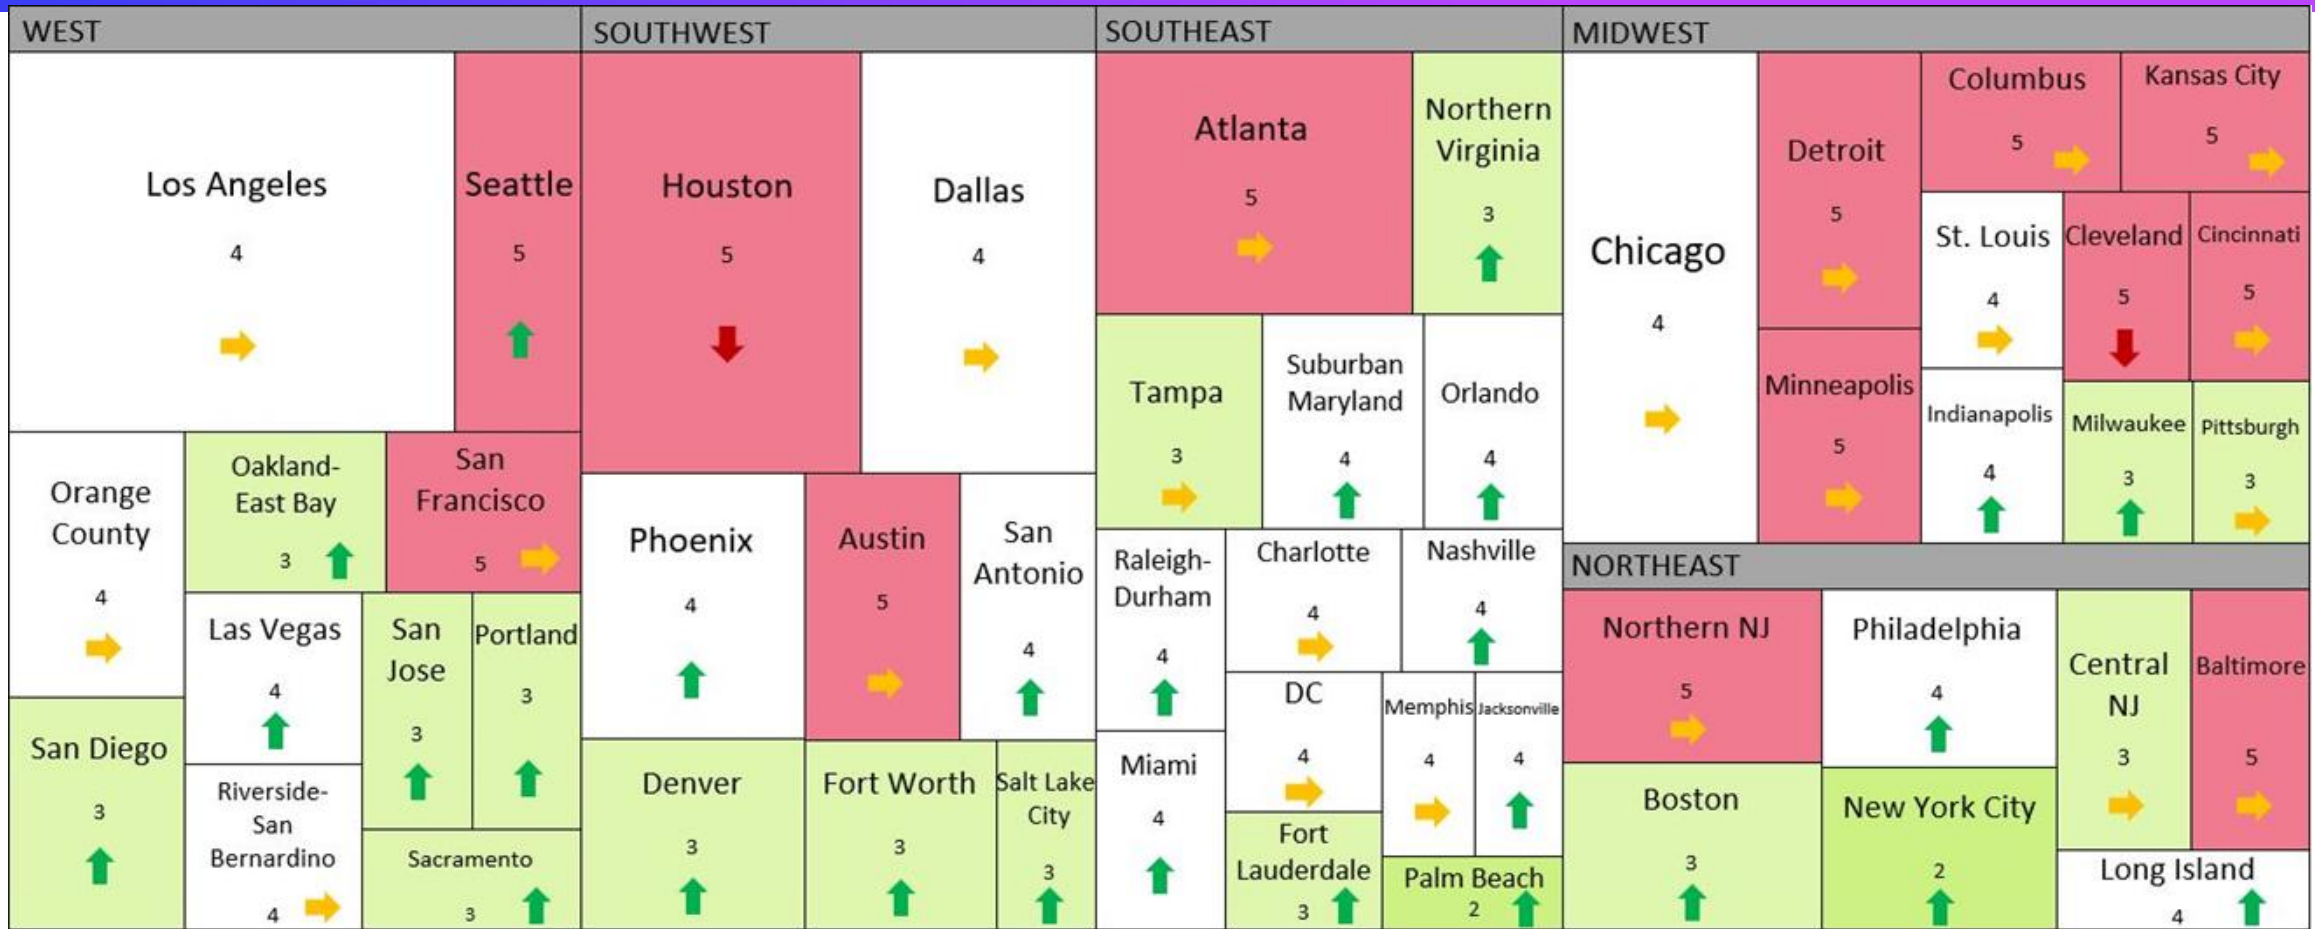 WEST
Los Angeles
4
Seattle
5
Orange
County
4
Oakland-
East Bay
3
San
Francisco
5
Las Vegas
4
San
Jose
3
Portland
3
San Diego
3
Riverside-
San
Bernardino
4
Sacramento
3
SOUTHWEST
Houston
5
Dallas
4
Phoenix
4
Austin
5
San
Antonio
4
Denver
3
Fort Worth
3
Salt Lake
City
3
SOUTHEAST
Atlanta
5
Northern
Virginia
3
Tampa
3
Suburban
Maryland
4
Orlando
4
Raleigh-
Durham
4
Charlotte
4
Nashville
4
Miami
4
DC
4
Memphis
4
Jacksonville
4
Fort
Lauderdale
3
Palm Beach
2
MIDWEST
Chicago
4
Detroit
5
Columbus
5
Kansas City
5
Minneapolis
5
St. Louis
4
Cleveland
5
Cincinnati
5
Indianapolis
4
Milwaukee
3
Pittsburgh
3
NORTHEAST
Northern NJ
5
Philadelphia
4
Central
NJ
3
Baltimore
5
Boston
3
New York City
2
Long Island
4